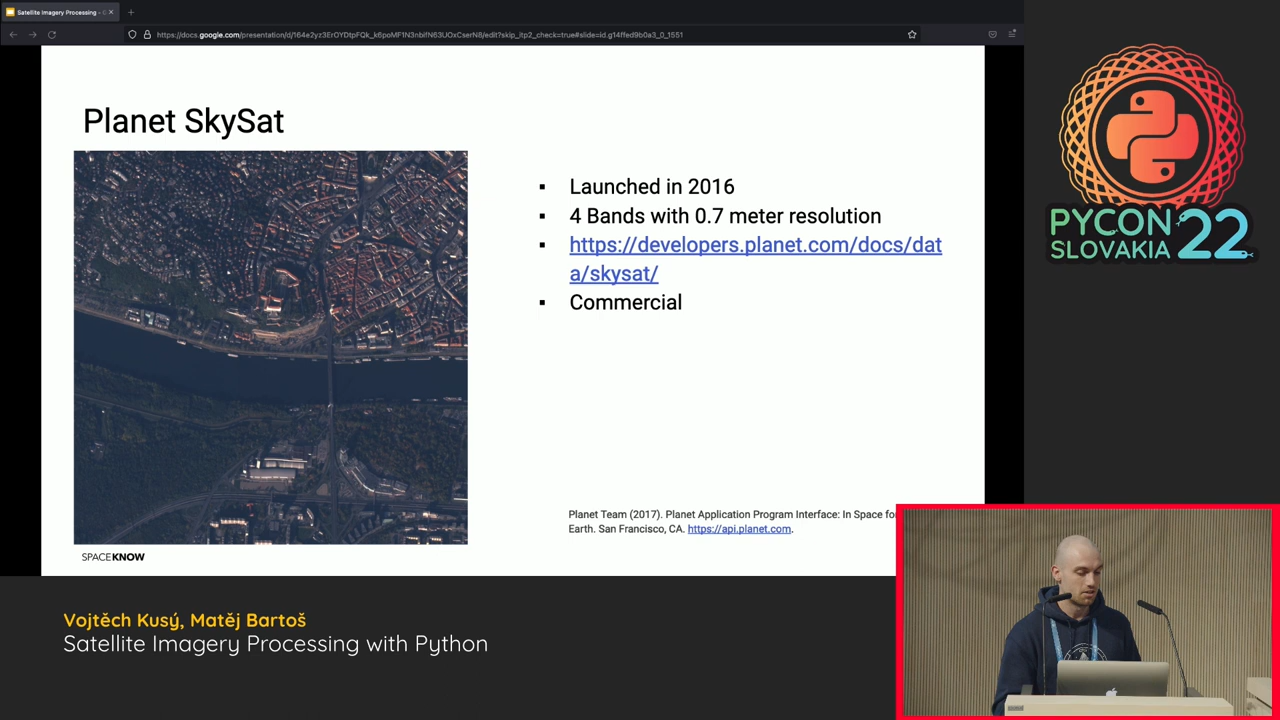 Satellite Imagery Processing - G
https://docs.google.com/presentation/d/164e2yz3ErOYDtpFQk_k6poMF1N3nbifN63UOxCserN8/edit?skip_itp2_check=true#slide=id.g14ffed9b0a3_0_1551
Planet SkySat
▪ Launched in 2016
▪ 4 Bands with 0.7 meter resolution
▪ https://developers.planet.com/docs/dat
a/skysat/
▪ Commercial
Planet Team (2017). Planet Application Program Interface: In Space fo
Earth. San Francisco, CA. https://api.planet.com.
SPACEKNOW
PYCON 22
SLOVAKIA
Vojtěch Kusý, Matěj Bartoš
Satellite Imagery Processing with Python